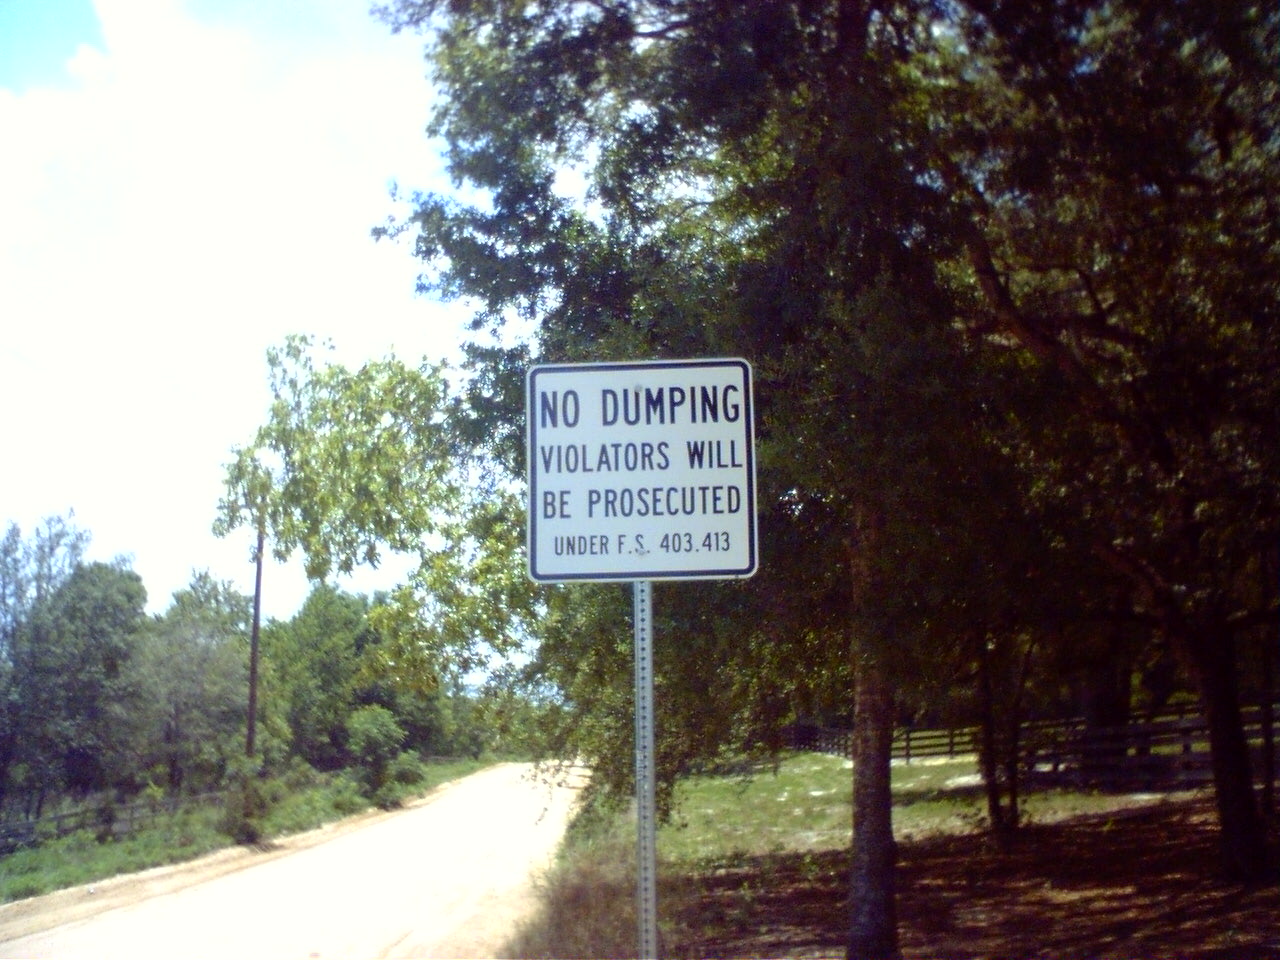 NO DUMPING
VIOLATORS WILL
BE PROSECUTED
UNDER F.S. 403.413